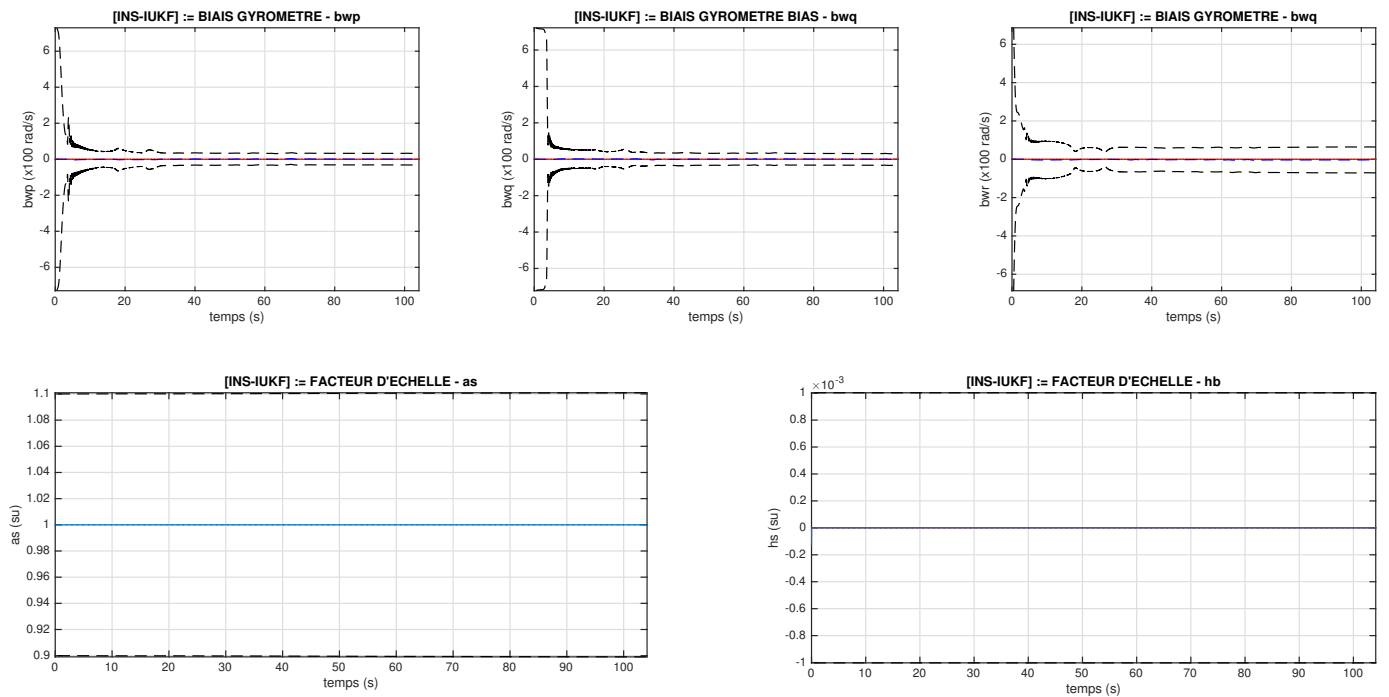 [INS-IUKF] := BIAIS GYROMETRE - bwp
6
4
2
0
-2
-4
-6
bwp (x100 rad/s)
0 20 40 60 80 100
temps (s)
[INS-IUKF] := BIAIS GYROMETRE BIAS - bwq
6
4
2
0
-2
-4
-6
bwq (x100 rad/s)
0 20 40 60 80 100
temps (s)
[INS-IUKF] := BIAIS GYROMETRE - bwq
6
4
2
0
-2
-4
-6
bwr (x100 rad/s)
0 20 40 60 80 100
temps (s)
[INS-IUKF] := FACTEUR D'ECHELLE - as
1.1
1.08
1.06
1.04
1.02
1
0.98
0.96
0.94
0.92
0.9
as (su)
0 10 20 30 40 50 60 70 80 90 100
temps (s)
[INS-IUKF] := FACTEUR D'ECHELLE - hb
×10-3
1
0.8
0.6
0.4
0.2
0
-0.2
-0.4
-0.6
-0.8
-1
hs (su)
0 10 20 30 40 50 60 70 80 90 100
temps (s)